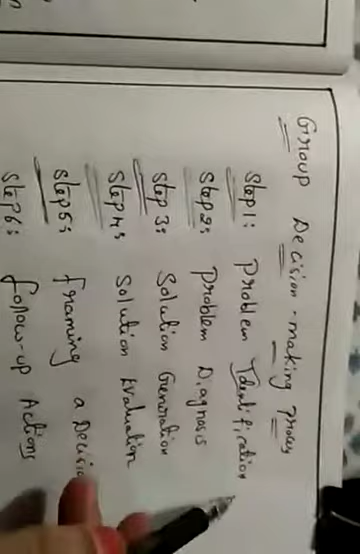 Group Decision-making process
Step 1: Problem Identification
Step 2: Problem Diagnosis
Step 3: Solution Generation
Step 4: Solution Evaluation
Step 5: Framing a Decisio
Step 6: Follow-up Actions